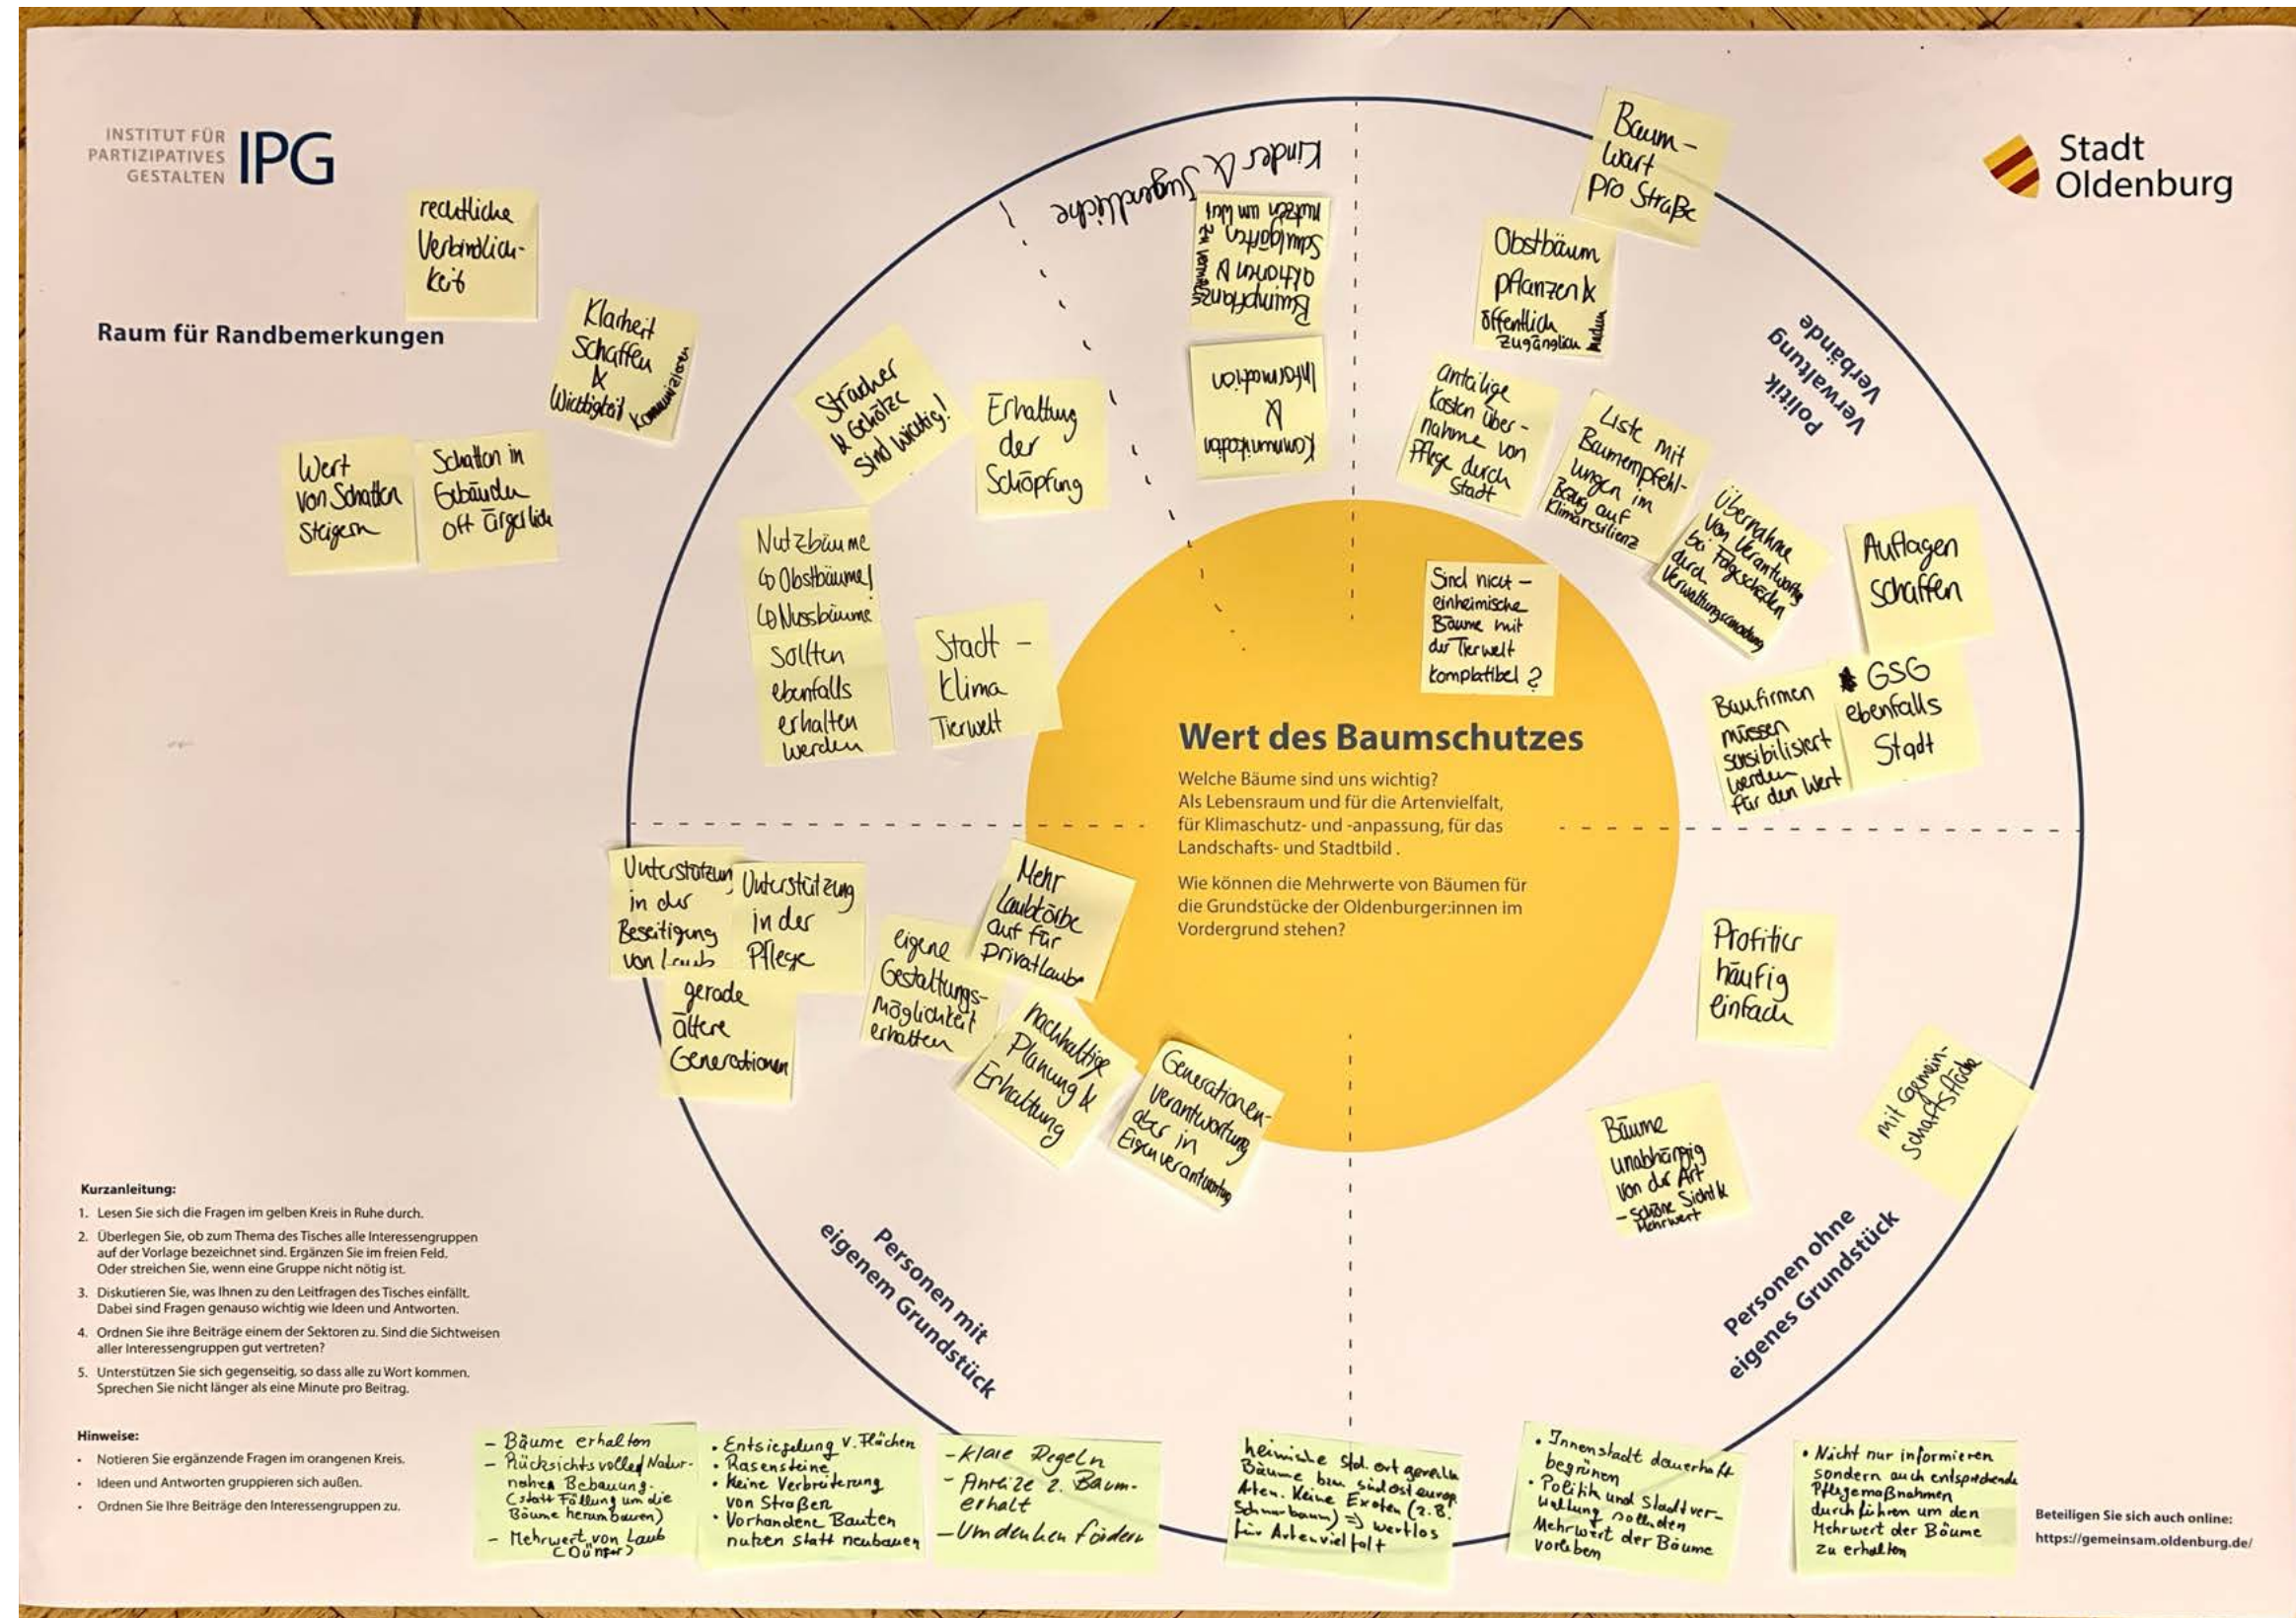 INSTITUT FÜR
PARTIZIPATIVES
GESTALTEN
IPG
Stadt
Oldenburg
Raum für Randbemerkungen
rechtliche
Verbindlich-
keit
Klarheit
schaffen
&
Wichtigkeit kommunizieren
Wert
von Schatten
steigern
Schatten in
Gebäuden
oft ärgerlich
Kinder & Jugendliche
Baumpflanz
aktionen &
Schulgärten
nutzen um Wert
zu vermitteln
Kommunikation
&
Information
Sträucher
& Gehölze
sind wichtig!
Erhaltung
der
Schöpfung
Nutzbäume
↳ Obstbäume!
↳ Nussbäume
sollten
ebenfalls
erhalten
werden
Stadt -
klima
Tierwelt
Baum-
wart
pro Straße
Obstbäum
pflanzen &
öffentlich
zugänglich machen
Politik
Verwaltung
Verbände
anteilige
Kosten über-
nahme von
Pflege durch
Stadt
Liste mit
Baumempfehl-
ungen im
Bezug auf
Klimaresilienz
Übernahme
von Verantwortung
bei Folgeschäden
durch
Auflagen
schaffen
Baufirmen
müssen
sensibilisiert
werden
für den Wert
GSG
ebenfalls
Stadt
Sind nicht -
einheimische
Bäume mit
der Tierwelt
komplatibel ?
Wert des Baumschutzes
Welche Bäume sind uns wichtig?
Als Lebensraum und für die Artenvielfalt,
für Klimaschutz- und -anpassung, für das
Landschafts- und Stadtbild .
Wie können die Mehrwerte von Bäumen für
die Grundstücke der Oldenburger:innen im
Vordergrund stehen?
Unterstützung
in der
Beseitigung
von Laub
Unterstützung
in der
Pflege
gerade
ältere
Generationen
eigene
Gestaltungs-
möglichkeit
erhalten
Mehr
Laubkörbe
auf für
Privatlaube
nachhaltige
Planung &
Erhaltung
Generationen-
verantwortung
aber in
Eigenverantwortung
Personen mit
eigenem Grundstück
Profitier
häufig
einfach
mit Gemein-
schaftsfläche
Bäume
unabhängig
von der Art
- schöne Sicht &
Mehrwert
Personen ohne
eigenes Grundstück
Kurzanleitung:
1. Lesen Sie sich die Fragen im gelben Kreis in Ruhe durch.
2. Überlegen Sie, ob zum Thema des Tisches alle Interessengruppen
auf der Vorlage bezeichnet sind. Ergänzen Sie im freien Feld.
Oder streichen Sie, wenn eine Gruppe nicht nötig ist.
3. Diskutieren Sie, was Ihnen zu den Leitfragen des Tisches einfällt.
Dabei sind Fragen genauso wichtig wie Ideen und Antworten.
4. Ordnen Sie ihre Beiträge einem der Sektoren zu. Sind die Sichtweisen
aller Interessengruppen gut vertreten?
5. Unterstützen Sie sich gegenseitig, so dass alle zu Wort kommen.
Sprechen Sie nicht länger als eine Minute pro Beitrag.
Hinweise:
• Notieren Sie ergänzende Fragen im orangenen Kreis.
• Ideen und Antworten gruppieren sich außen.
• Ordnen Sie Ihre Beiträge den Interessengruppen zu.
- Bäume erhalten
- Rücksichtsvolle Natur-
nahen Bebauung.
(statt Fällung um die
Bäume herumbauen)
- Mehrwert von Laub
(Dünger)
• Entsiegelung v. Flächen
• Rasensteine
• Keine Verbreiterung
von Straßen
• Vorhandene Bauten
nutzen statt neubauen
- klare Regeln
- Anreize z. Baum-
erhalt
- Umdenken fördern
heimische
Bäume bzw. südosteurop.
Arten. Keine Exoten (z.B.
=> wertlos
für Artenvielfalt
• Innenstadt dauerhaft
begrünen
• Politik und Stadtver-
waltung sollnden
Mehrwert der Bäume
vorleben
• Nicht nur informieren
sondern auch entsprechende
Pflegemaßnahmen
durchführen um den
Mehrwert der Bäume
zu erhalten
Beteiligen Sie sich auch online:
https://gemeinsam.oldenburg.de/